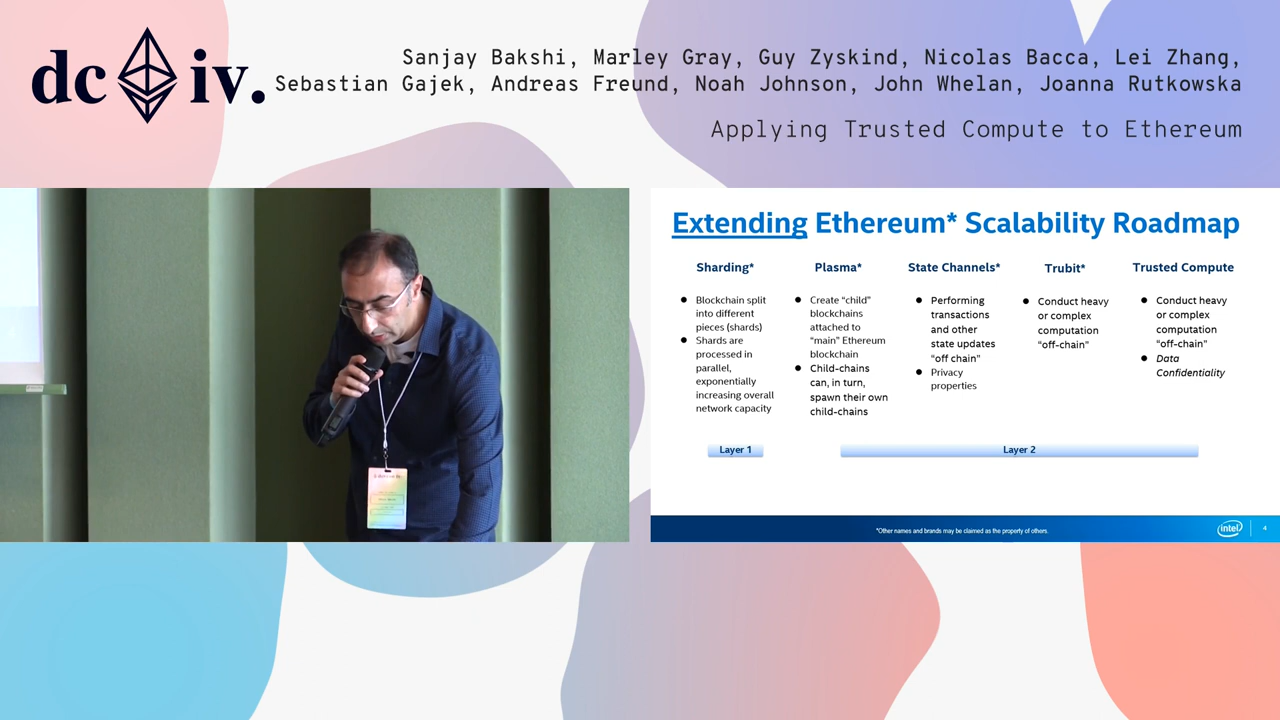 dc iv.
Sanjay Bakshi, Marley Gray, Guy Zyskind, Nicolas Bacca, Lei Zhang,
Sebastian Gajek, Andreas Freund, Noah Johnson, John Whelan, Joanna Rutkowska
Applying Trusted Compute to Ethereum
Extending Ethereum* Scalability Roadmap
Sharding*
● Blockchain split
into different
pieces (shards)
● Shards are
processed in
parallel,
exponentially
increasing overall
network capacity
Plasma*
● Create “child”
blockchains
attached to
“main” Ethereum
blockchain
● Child-chains
can, in turn,
spawn their own
child-chains
State Channels*
● Performing
transactions
and other
state updates
“off chain”
● Privacy
properties
Trubit*
● Conduct heavy
or complex
computation
“off-chain”
Trusted Compute
● Conduct heavy
or complex
computation
“off-chain”
● Data
Confidentiality
Layer 1
Layer 2
*Other names and brands may be claimed as the property of others.
intel
4